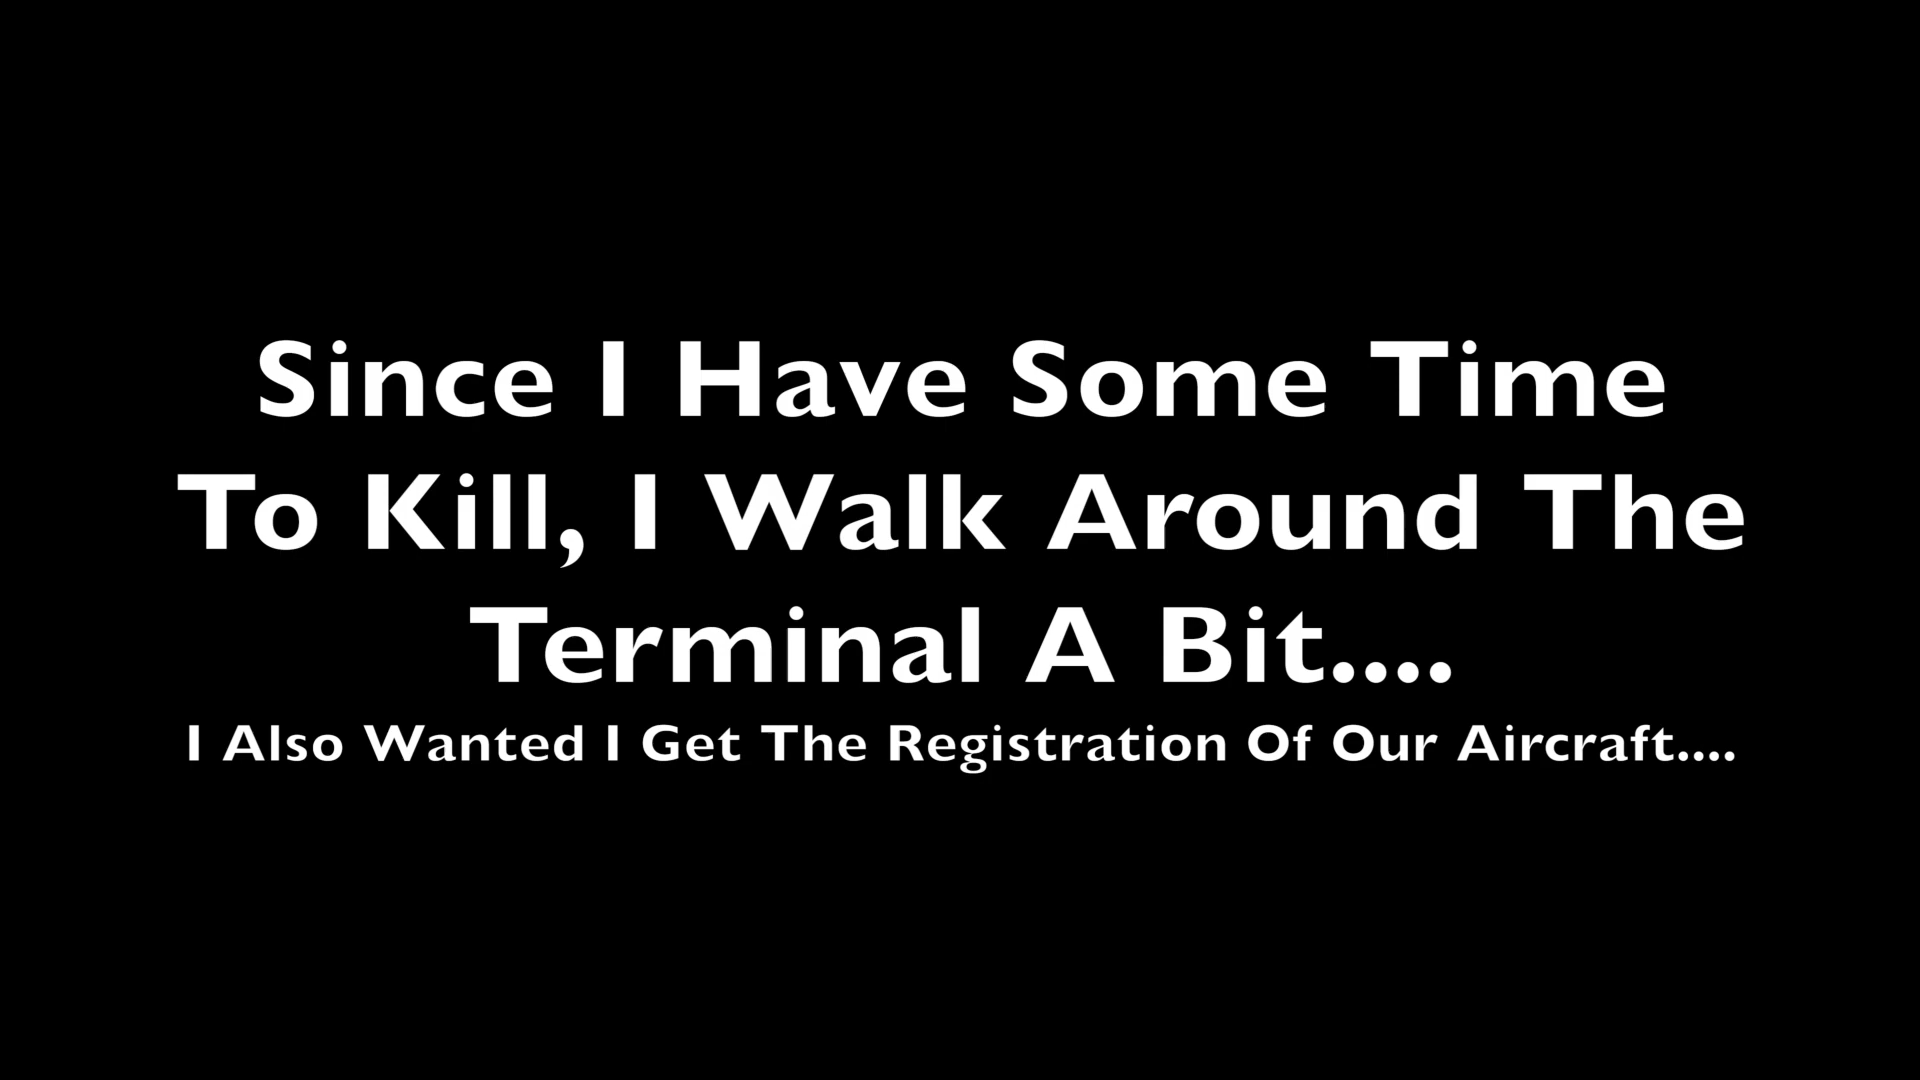 Since I Have Some Time
To Kill, I Walk Around The
Terminal A Bit....
I Also Wanted I Get The Registration Of Our Aircraft....